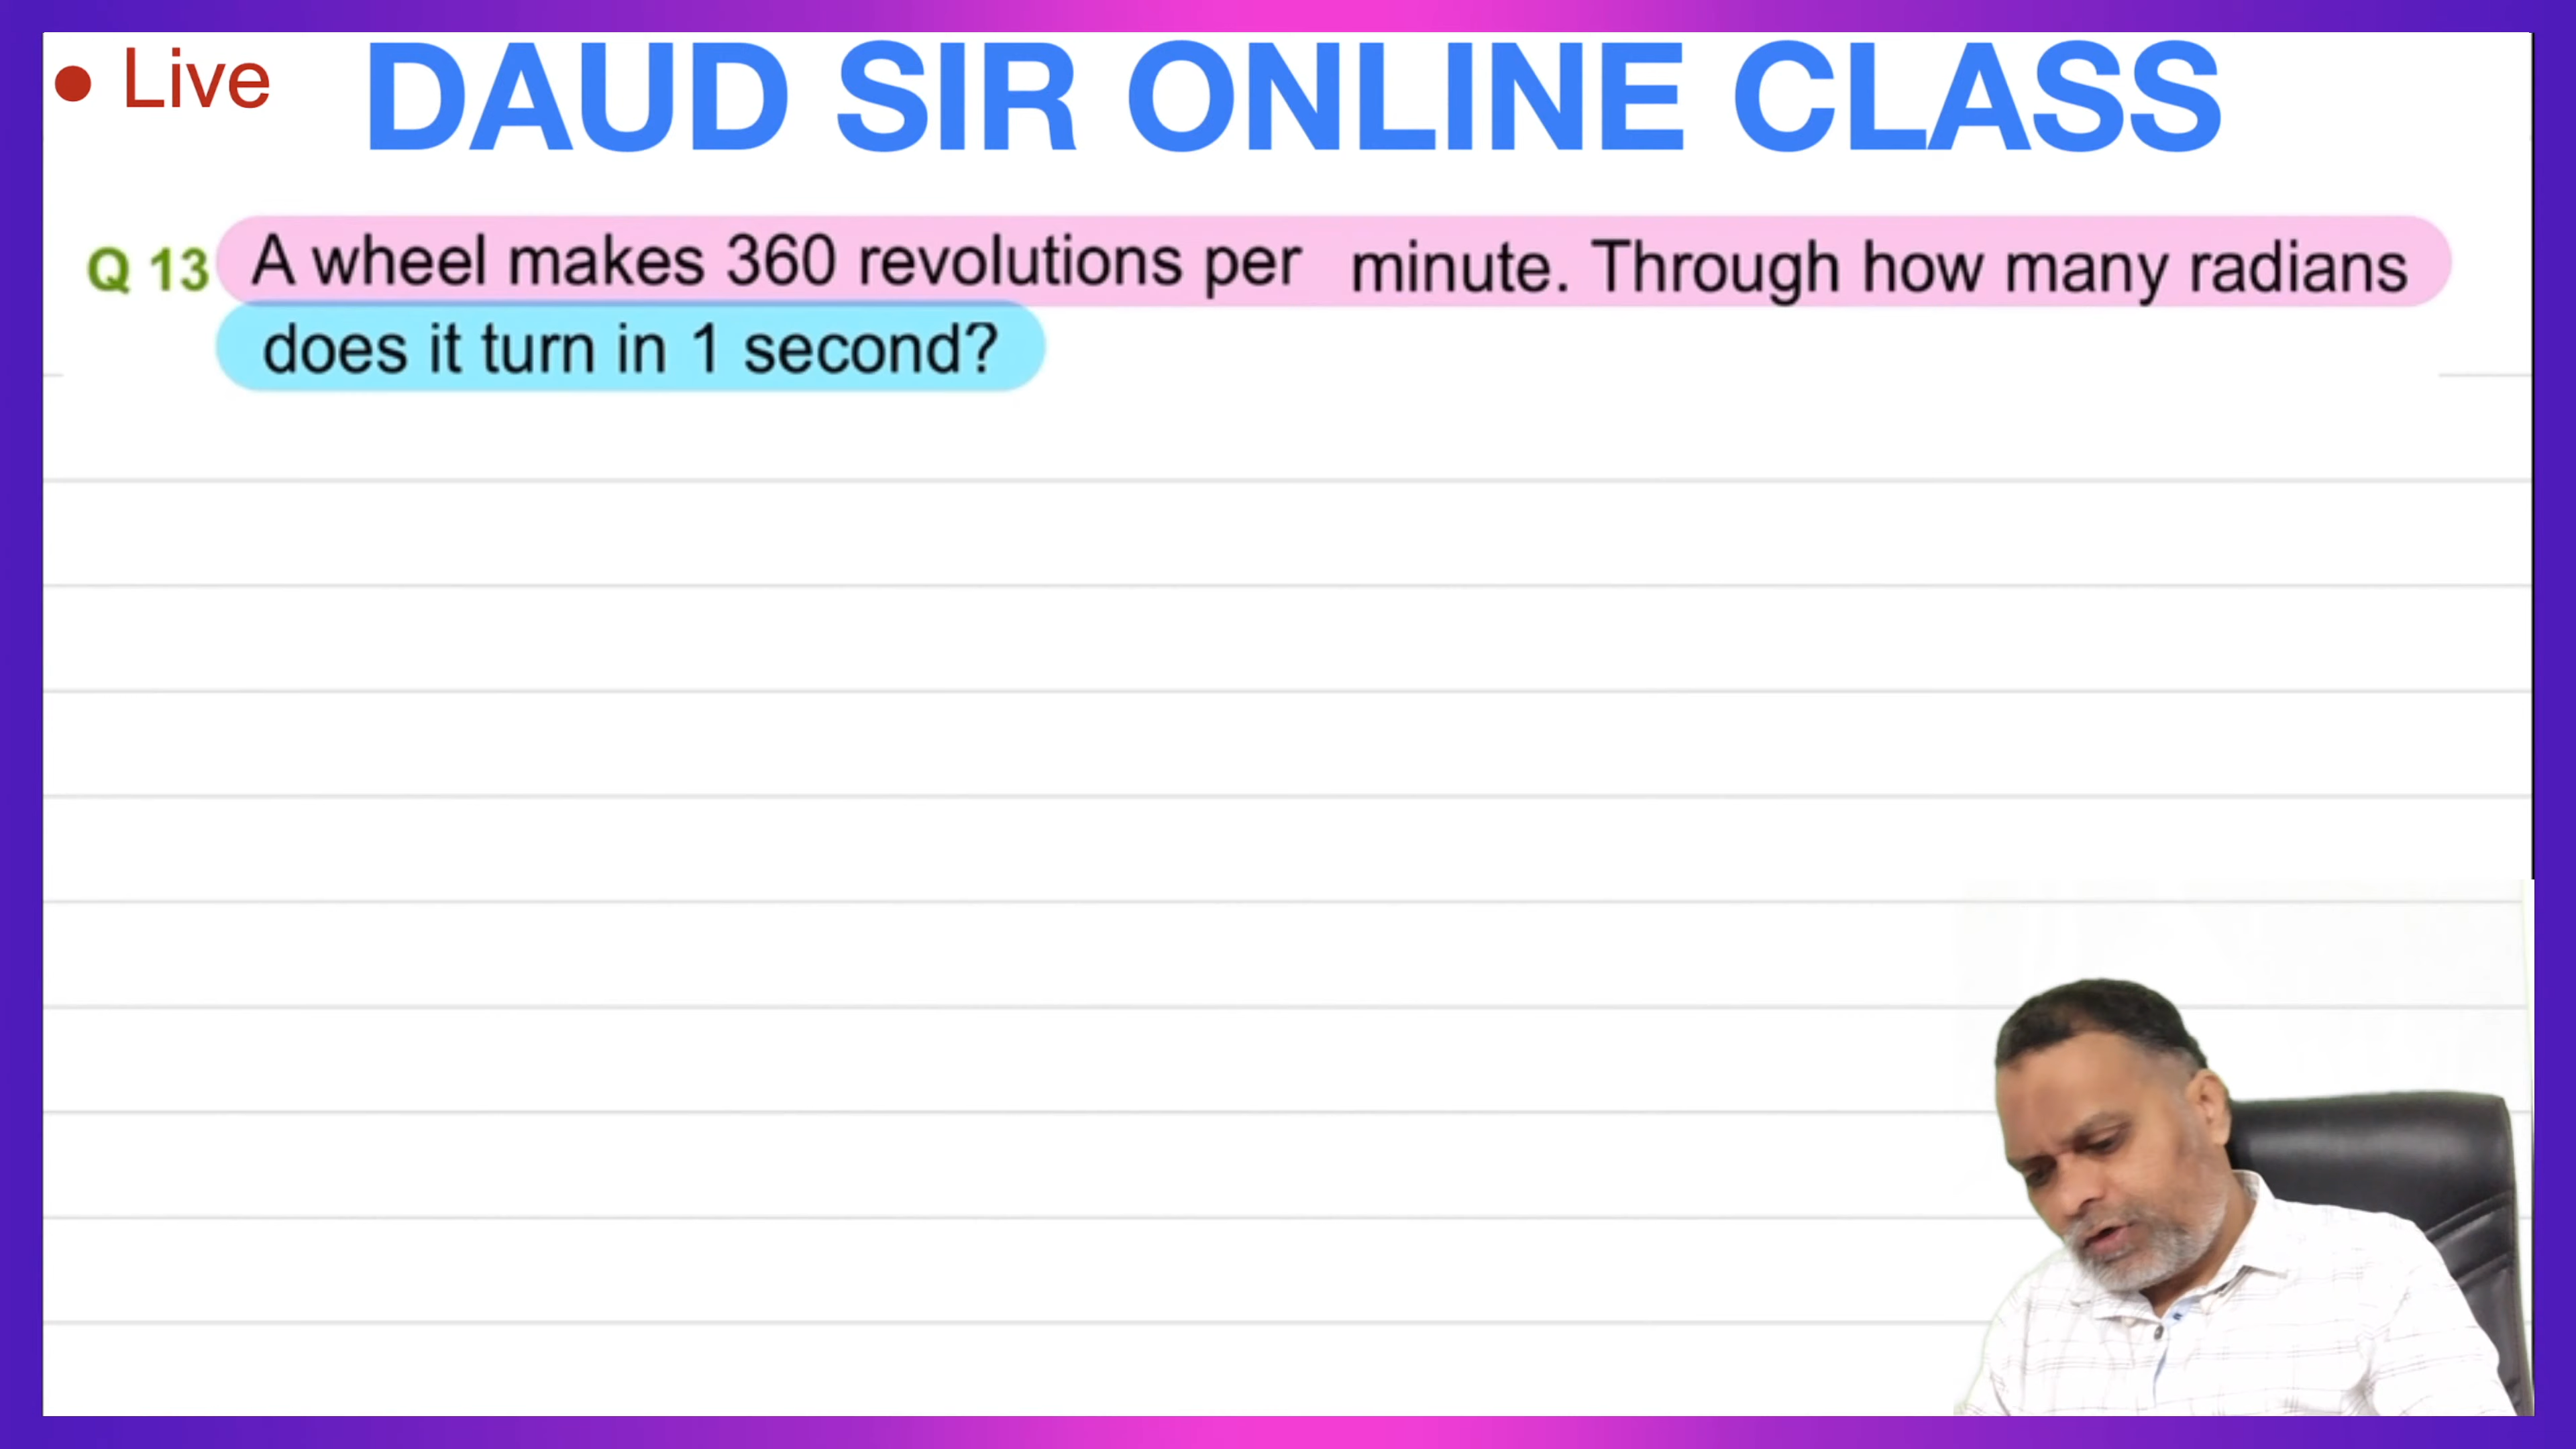 Live
DAUD SIR ONLINE CLASS
Q 13 A wheel makes 360 revolutions per minute. Through how many radians
does it turn in 1 second?